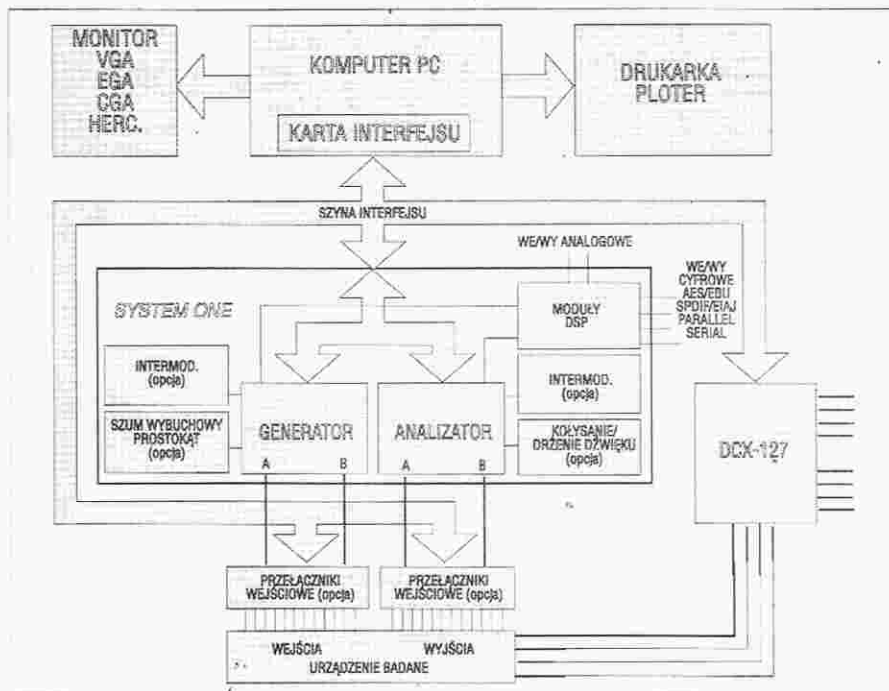 MONITOR
VGA
EGA
CGA
HERC.
KOMPUTER PC
KARTA INTERFEJSU
DRUKARKA
PLOTER
SZYNA INTERFEJSU
WE/WY ANALOGOWE
WE/WY
CYFROWE
AES/EBU
SPDIF/EIAJ
PARALLEL
SERIAL
SYSTEM ONE
MODUŁY
DSP
INTERMOD.
(opcja)
SZUM WYBUCHOWY
PROSTOKĄT
(opcja)
GENERATOR
A B
ANALIZATOR
A B
INTERMOD.
(opcja)
KOŁYSANIE/
DRŻENIE DŹWIĘKU
(opcja)
DCX-127
PRZEŁĄCZNIKI
WEJŚCIOWE (opcja)
PRZEŁĄCZNIKI
WEJŚCIOWE (opcja)
WEJŚCIA WYJŚCIA
URZĄDZENIE BADANE